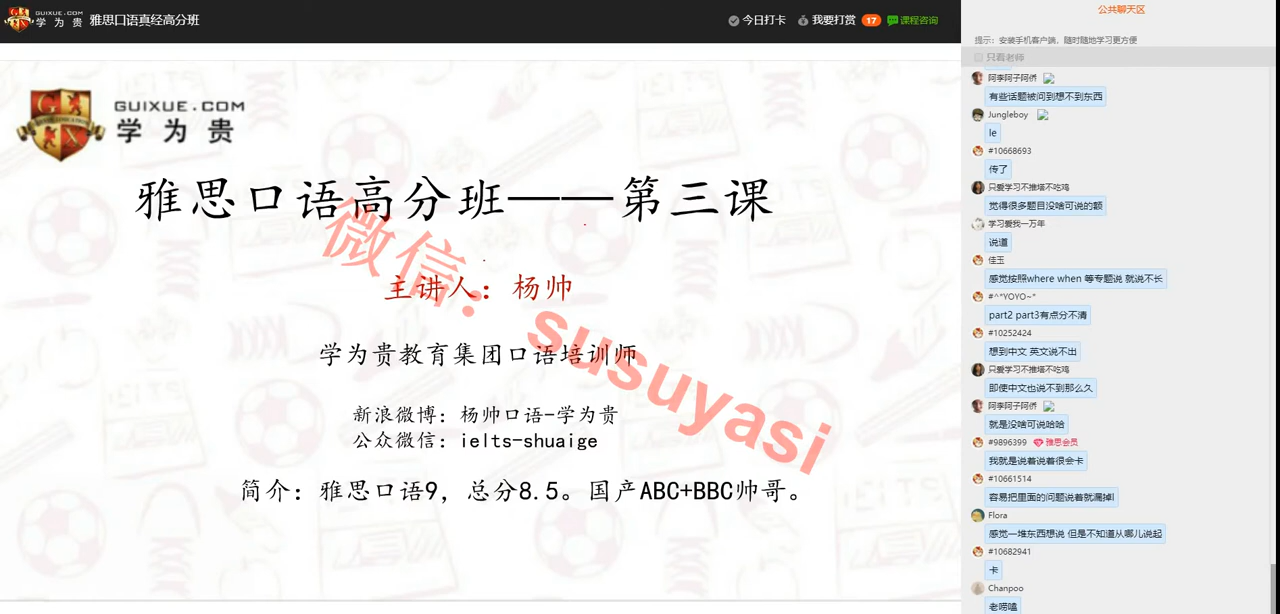 GUIXUE.COM
学为贵
雅思口语真经高分班
今日打卡
我要打赏
17
课程咨询
GUIXUE.COM
学为贵
雅思口语高分班——第三课
主讲人：杨帅
学为贵教育集团口语培训师
新浪微博：杨帅口语-学为贵
公众微信：ielts-shuaige
简介：雅思口语9，总分8.5。国产ABC+BBC帅哥。
微信：susuyasi
公共聊天区
提示：安装手机客户端，随时随地学习更方便
只看老师
阿李阿子阿侨
有些话题被问到想不到东西
Jungleboy
le
#10668693
传了
只爱学习不推塔不吃鸡
觉得很多题目没啥可说的额
学习爱我一万年
说道
佳玉
感觉按照where when 等专题说 就说不长
#^*YOYO~*
part2 part3有点分不清
#10252424
想到中文 英文说不出
只爱学习不推塔不吃鸡
即使中文也说不到那么久
阿李阿子阿侨
就是没啥可说哈哈
#9896399 雅思会员
我就是说着说着很会卡
#10661514
容易把里面的问题说着就漏掉l
Flora
感觉一堆东西想说 但是不知道从哪儿说起
#10682941
卡
Chanpoo
老唠嗑